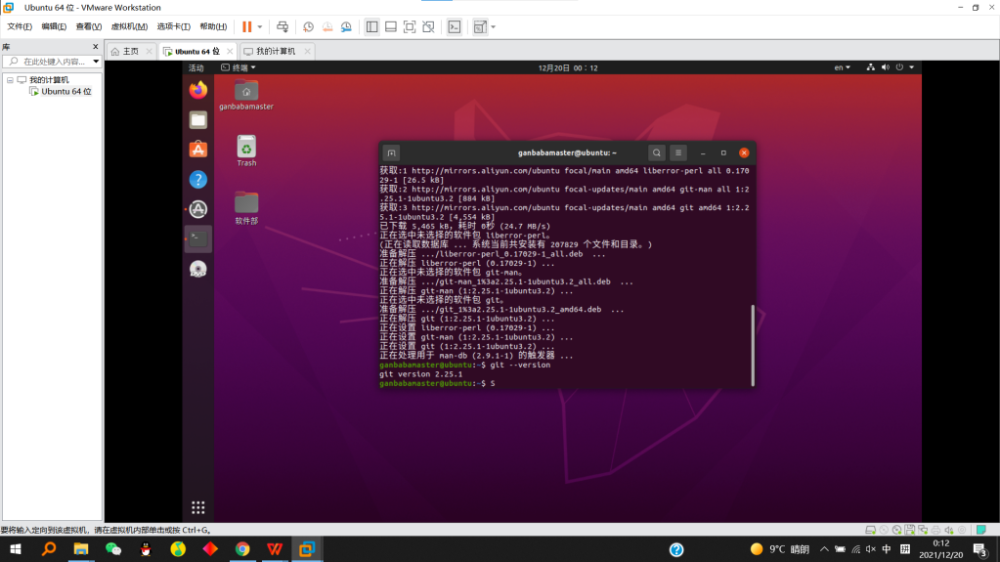 Ubuntu 64 位 - VMware Workstation
文件(F) 编辑(E) 查看(V) 虚拟机(M) 选项卡(T) 帮助(H)
库
在此处键入内容...
我的计算机
Ubuntu 64 位
主页 Ubuntu 64 位 我的计算机
活动 终端 12月20日 00：12 en
ganbabamaster
Trash
软件部
ganbabamaster@ubuntu: ~
获取:1 http://mirrors.aliyun.com/ubuntu focal/main amd64 liberror-perl all 0.170
29-1 [26.5 kB]
获取:2 http://mirrors.aliyun.com/ubuntu focal-updates/main amd64 git-man all 1:2
.25.1-1ubuntu3.2 [884 kB]
获取:3 http://mirrors.aliyun.com/ubuntu focal-updates/main amd64 git amd64 1:2.2
5.1-1ubuntu3.2 [4,554 kB]
已下载 5,465 kB，耗时 0秒 (24.7 MB/s)
正在选中未选择的软件包 liberror-perl。
(正在读取数据库 ... 系统当前共安装有 207829 个文件和目录。)
准备解压 .../liberror-perl_0.17029-1_all.deb ...
正在解压 liberror-perl (0.17029-1) ...
正在选中未选择的软件包 git-man。
准备解压 .../git-man_1%3a2.25.1-1ubuntu3.2_all.deb ...
正在解压 git-man (1:2.25.1-1ubuntu3.2) ...
正在选中未选择的软件包 git。
准备解压 .../git_1%3a2.25.1-1ubuntu3.2_amd64.deb ...
正在解压 git (1:2.25.1-1ubuntu3.2) ...
正在设置 liberror-perl (0.17029-1) ...
正在设置 git-man (1:2.25.1-1ubuntu3.2) ...
正在设置 git (1:2.25.1-1ubuntu3.2) ...
正在处理用于 man-db (2.9.1-1) 的触发器 ...
ganbabamaster@ubuntu:~$ git --version
git version 2.25.1
ganbabamaster@ubuntu:~$ S
要将输入定向到该虚拟机，请在虚拟机内部单击或按 Ctrl+G。
9°C 晴朗 中 0:12
2021/12/20
3